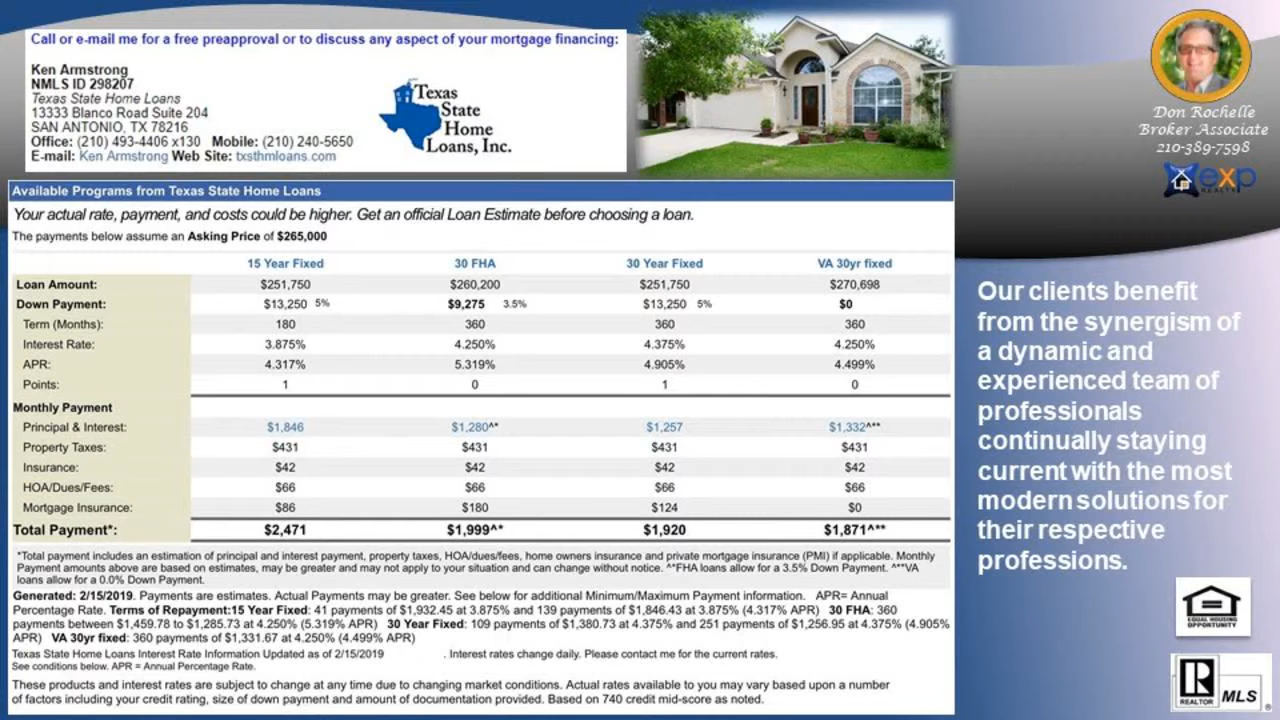 Call or e-mail me for a free preapproval or to discuss any aspect of your mortgage financing:
Ken Armstrong
NMLS ID 298207
Texas State Home Loans
13333 Blanco Road Suite 204
SAN ANTONIO, TX 78216
Office: (210) 493-4406 x130 Mobile: (210) 240-5650
E-mail: Ken Armstrong Web Site: txsthmloans.com
Texas
State
Home
Loans, Inc.
Don Rochelle
Broker Associate
210-389-7598
exp
REALTY
Available Programs from Texas State Home Loans
Your actual rate, payment, and costs could be higher. Get an official Loan Estimate before choosing a loan.
The payments below assume an Asking Price of $265,000
15 Year Fixed 30 FHA 30 Year Fixed VA 30yr fixed
Loan Amount: $251,750 $260,200 $251,750 $270,698
Down Payment: $13,250 5% $9,275 3.5% $13,250 5% $0
Term (Months): 180 360 360 360
Interest Rate: 3.875% 4.250% 4.375% 4.250%
APR: 4.317% 5.319% 4.905% 4.499%
Points: 1 0 1 0
Monthly Payment
Principal & Interest: $1,846 $1,280^* $1,257 $1,332^**
Property Taxes: $431 $431 $431 $431
Insurance: $42 $42 $42 $42
HOA/Dues/Fees: $66 $66 $66 $66
Mortgage Insurance: $86 $180 $124 $0
Total Payment*: $2,471 $1,999^* $1,920 $1,871^**
*Total payment includes an estimation of principal and interest payment, property taxes, HOA/dues/fees, home owners insurance and private mortgage insurance (PMI) if applicable. Monthly
Payment amounts above are based on estimates, may be greater and may not apply to your situation and can change without notice. ^*FHA loans allow for a 3.5% Down Payment. ^**VA
loans allow for a 0.0% Down Payment.
Generated: 2/15/2019. Payments are estimates. Actual Payments may be greater. See below for additional Minimum/Maximum Payment information. APR= Annual
Percentage Rate. Terms of Repayment:15 Year Fixed: 41 payments of $1,932.45 at 3.875% and 139 payments of $1,846.43 at 3.875% (4.317% APR) 30 FHA: 360
payments between $1,459.78 to $1,285.73 at 4.250% (5.319% APR) 30 Year Fixed: 109 payments of $1,380.73 at 4.375% and 251 payments of $1,256.95 at 4.375% (4.905%
APR) VA 30yr fixed: 360 payments of $1,331.67 at 4.250% (4.499% APR)
Texas State Home Loans Interest Rate Information Updated as of 2/15/2019 . Interest rates change daily. Please contact me for the current rates.
See conditions below. APR = Annual Percentage Rate.
These products and interest rates are subject to change at any time due to changing market conditions. Actual rates available to you may vary based upon a number
of factors including your credit rating, size of down payment and amount of documentation provided. Based on 740 credit mid-score as noted.
Our clients benefit
from the synergism of
a dynamic and
experienced team of
professionals
continually staying
current with the most
modern solutions for
their respective
professions.
EQUAL HOUSING
OPPORTUNITY
R
REALTOR
MLS
®